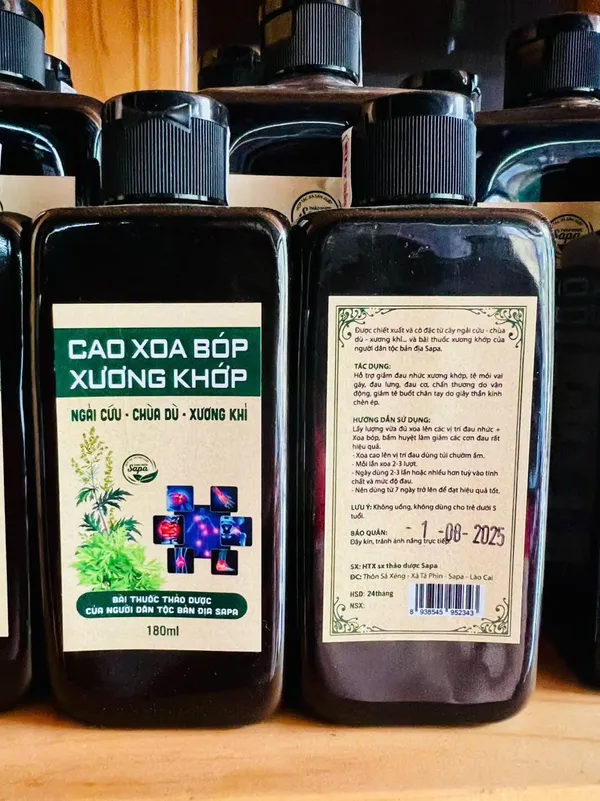 CAO XOA BÓP
XƯƠNG KHỚP
NGẢI CỨU - CHÙA DÙ - XƯƠNG KHỈ
Sapa
BÀI THUỐC THẢO DƯỢC
CỦA NGƯỜI DÂN TỘC BẢN ĐỊA SAPA
180ml
Sapa
Được chiết xuất và cô đặc từ cây ngải cứu - chùa
dù - xương khỉ... và bài thuốc xương khớp của
người dân tộc bản địa Sapa.
TÁC DỤNG:
Hỗ trợ giảm đau nhức xương khớp, tê mỏi vai
gáy, đau lưng, đau cơ, chấn thương do vận
động, giảm tê buốt chân tay do giây thần kinh
chèn ép.
HƯỚNG DẪN SỬ DỤNG:
Lấy lượng vừa đủ xoa lên các vị trí đau nhức +
Xoa bóp, bấm huyệt làm giảm các cơn đau rất
hiệu quả.
- Xoa cao lên vị trí đau dùng túi chườm ấm.
- Mỗi lần xoa 2-3 lượt.
- Ngày dùng 2-3 lần hoặc nhiều hơn tuỳ vào tính
chất và mức độ đau.
- Nên dùng từ 7 ngày trở lên để đạt hiệu quả tốt.
LƯU Ý: Không uống, không dùng cho trẻ dưới 5
tuổi.
BẢO QUẢN:
- 1 -08- 2025
Đậy kín, tránh ánh nắng trực tiếp
SX: HTX sx thảo dược Sapa
ĐC: Thôn Sả Xéng - Xã Tả Phìn - Sapa - Lào Cai
HSD: 24tháng
NSX:
8 938545 952343